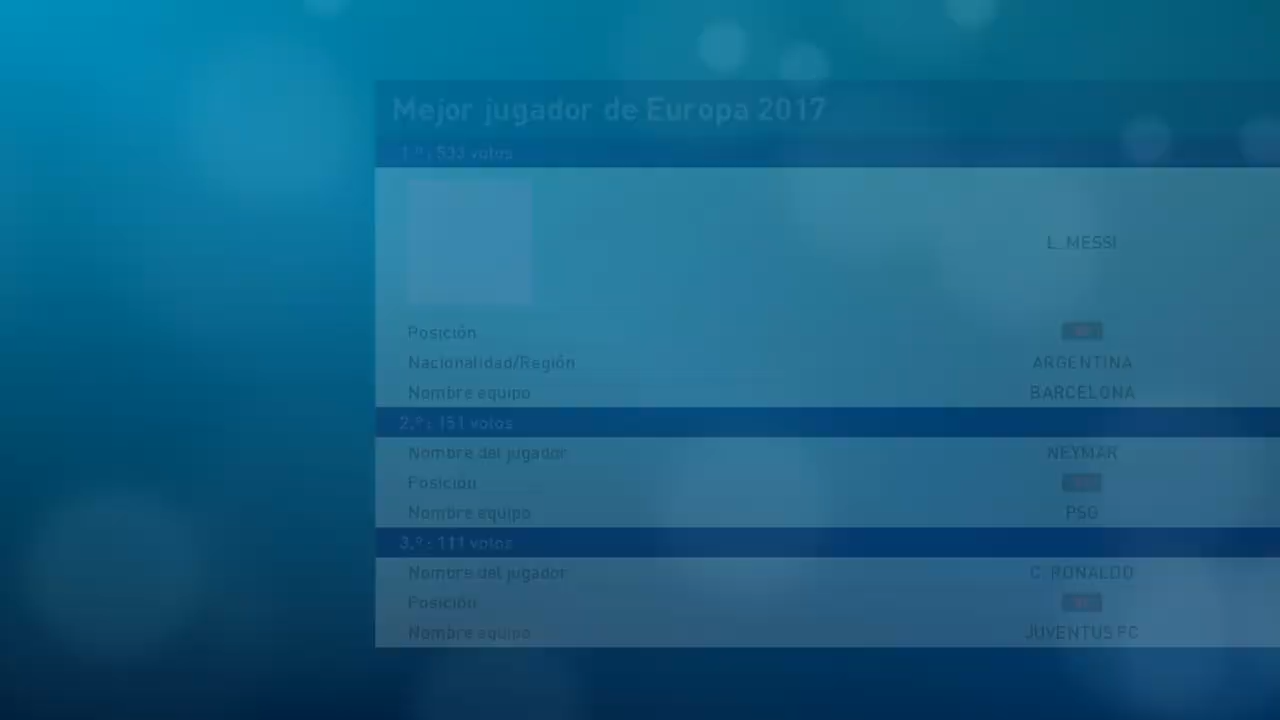 Mejor jugador de Europa 2017
1.º: 533 votos
L. MESSI
Posición
Nacionalidad/Región ARGENTINA
Nombre equipo BARCELONA
2.º: 151 votos
Nombre del jugador NEYMAR
Posición
Nombre equipo PSG
3.º: 111 votos
Nombre del jugador C. RONALDO
Posición
Nombre equipo JUVENTUS FC